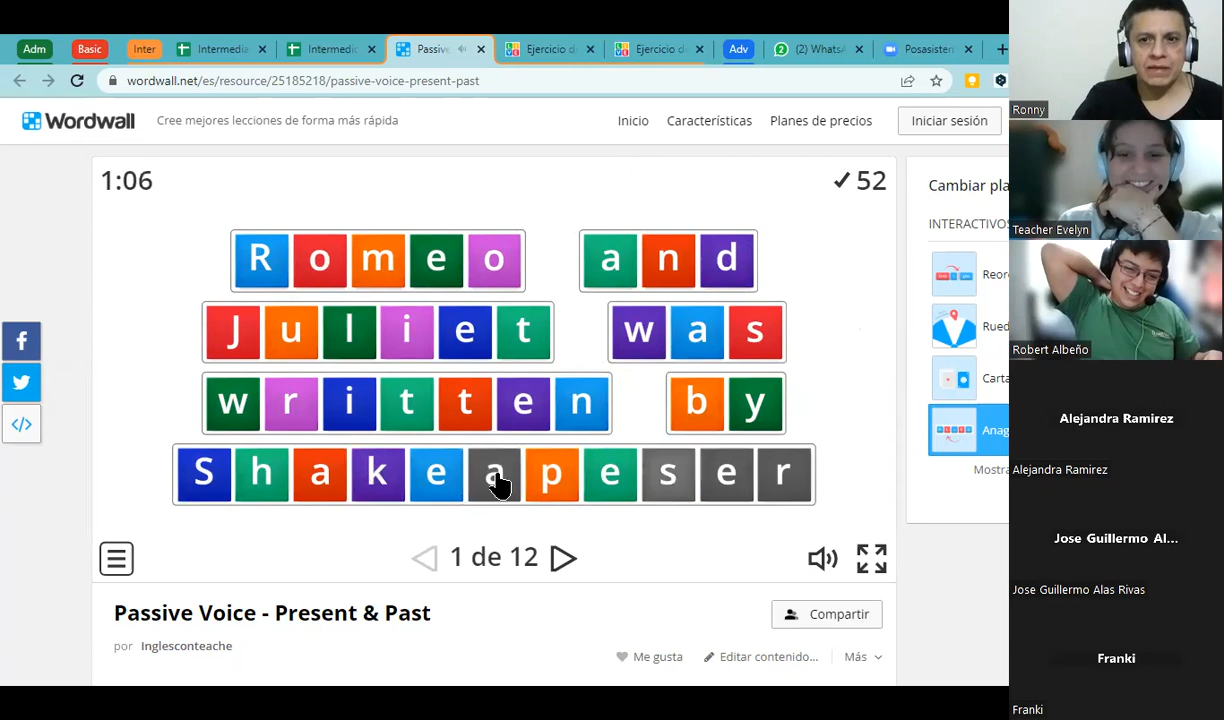 Adm Basic Inter Intermedia Intermedic Passive Ejercicio d Ejercicio de Adv (2) WhatsA Posasisten
wordwall.net/es/resource/25185218/passive-voice-present-past
Wordwall Cree mejores lecciones de forma más rápida Inicio Características Planes de precios Iniciar sesión
1:06 52
Romeo and
Juliet was
written by
Shakeapeser
1 de 12
Passive Voice - Present & Past
Compartir
por Inglesconteache
Me gusta Editar contenido... Más
Cambiar pla
INTERACTIVOS
Reor
Rued
Carta
Anag
Mostra
Ronny
Teacher Evelyn
Robert Albeño
Alejandra Ramirez
Alejandra Ramirez
Jose Guillermo Al...
Jose Guillermo Alas Rivas
Franki
Franki